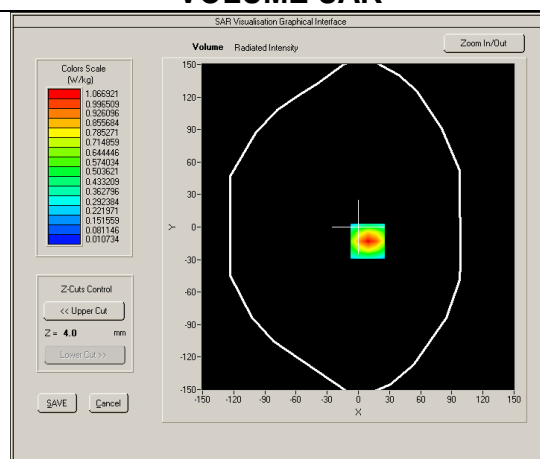 VOLUME SAR
SAR Visualisation Graphical Interface
Volume Radiated Intensity
Zoom In/Out
Colors Scale
(W/kg)
1.066921
0.996509
0.926096
0.855684
0.785271
0.714859
0.644446
0.574034
0.503621
0.433209
0.362796
0.292384
0.221971
0.151559
0.081146
0.010734
Z-Cuts Control
<< Upper Cut
Z = 4.0 mm
Lower Cut >>
SAVE Cancel
Y
150
120
90
60
30
0
-30
-60
-90
-120
-150
-150 -120 -90 -60 -30 0 30 60 90 120 150
X